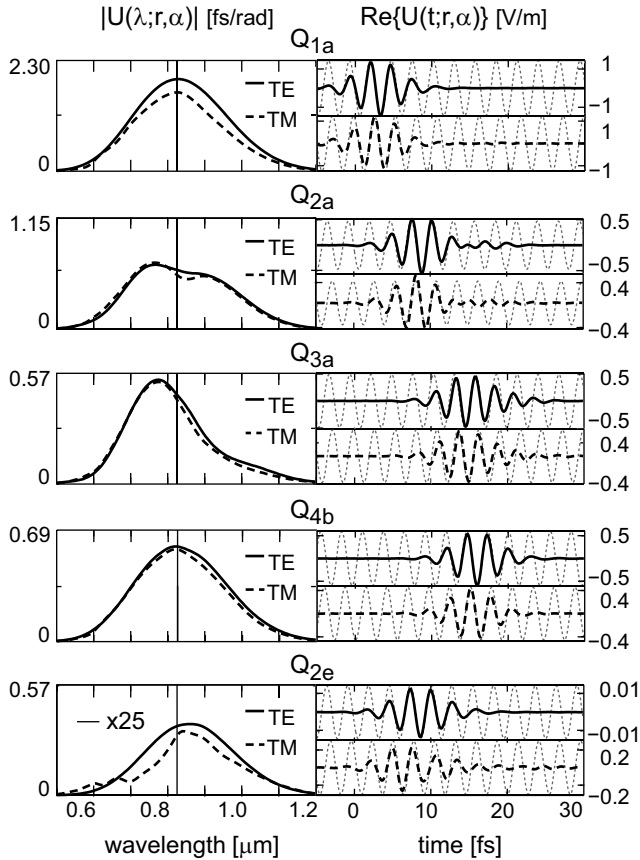 |U(λ;r,α)| [fs/rad] Re{U(t;r,α)} [V/m]
Q1a
2.30
0
TE
TM
1
−1
1
−1
Q2a
1.15
0
TE
TM
0.5
−0.5
0.4
−0.4
Q3a
0.57
0
TE
TM
0.5
−0.5
0.4
−0.4
Q4b
0.69
0
TE
TM
0.5
−0.5
0.4
−0.4
Q2e
0.57
0
x25
TE
TM
0.01
−0.01
0.2
−0.2
0.6 0.8 1.0 1.2
0 10 20 30
wavelength [μm] time [fs]